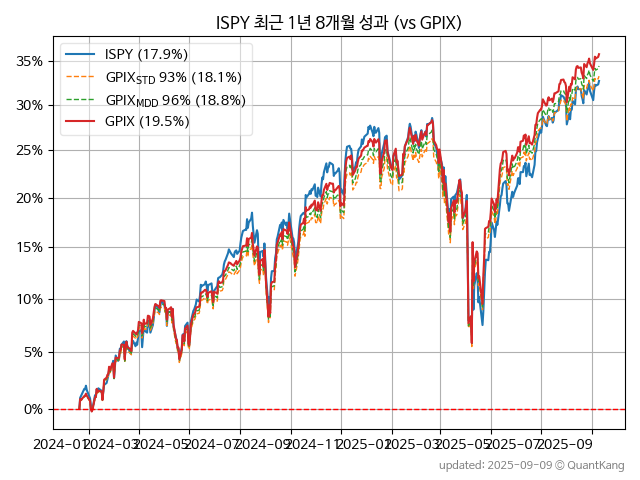 ISPY 최근 1년 8개월 성과 (vs GPIX)
ISPY (17.9%)
GPIX_STD 93% (18.1%)
GPIX_MDD 96% (18.8%)
GPIX (19.5%)
35%
30%
25%
20%
15%
10%
5%
0%
2024-01 2024-03 2024-05 2024-07 2024-09 2024-11 2025-01 2025-03 2025-05 2025-07 2025-09
updated: 2025-09-09 © QuantKang